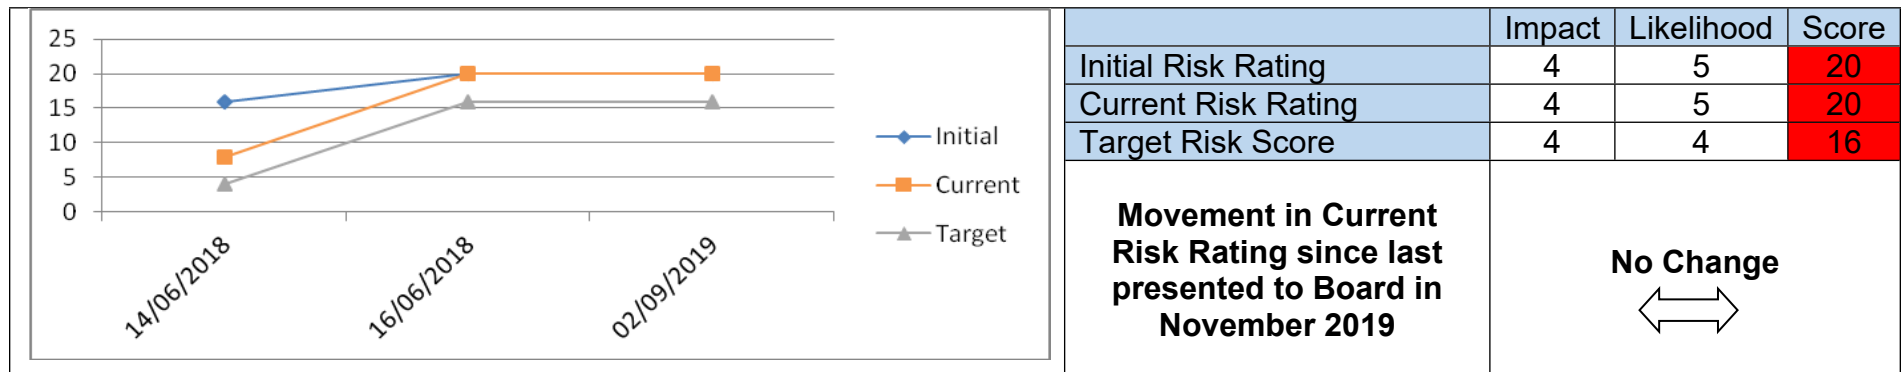 25
20
15
10
5
0
14/06/2018
16/06/2018
02/09/2019
Initial
Current
Target
Impact Likelihood Score
Initial Risk Rating 4 5 20
Current Risk Rating 4 5 20
Target Risk Score 4 4 16
Movement in Current
Risk Rating since last
presented to Board in
November 2019
No Change